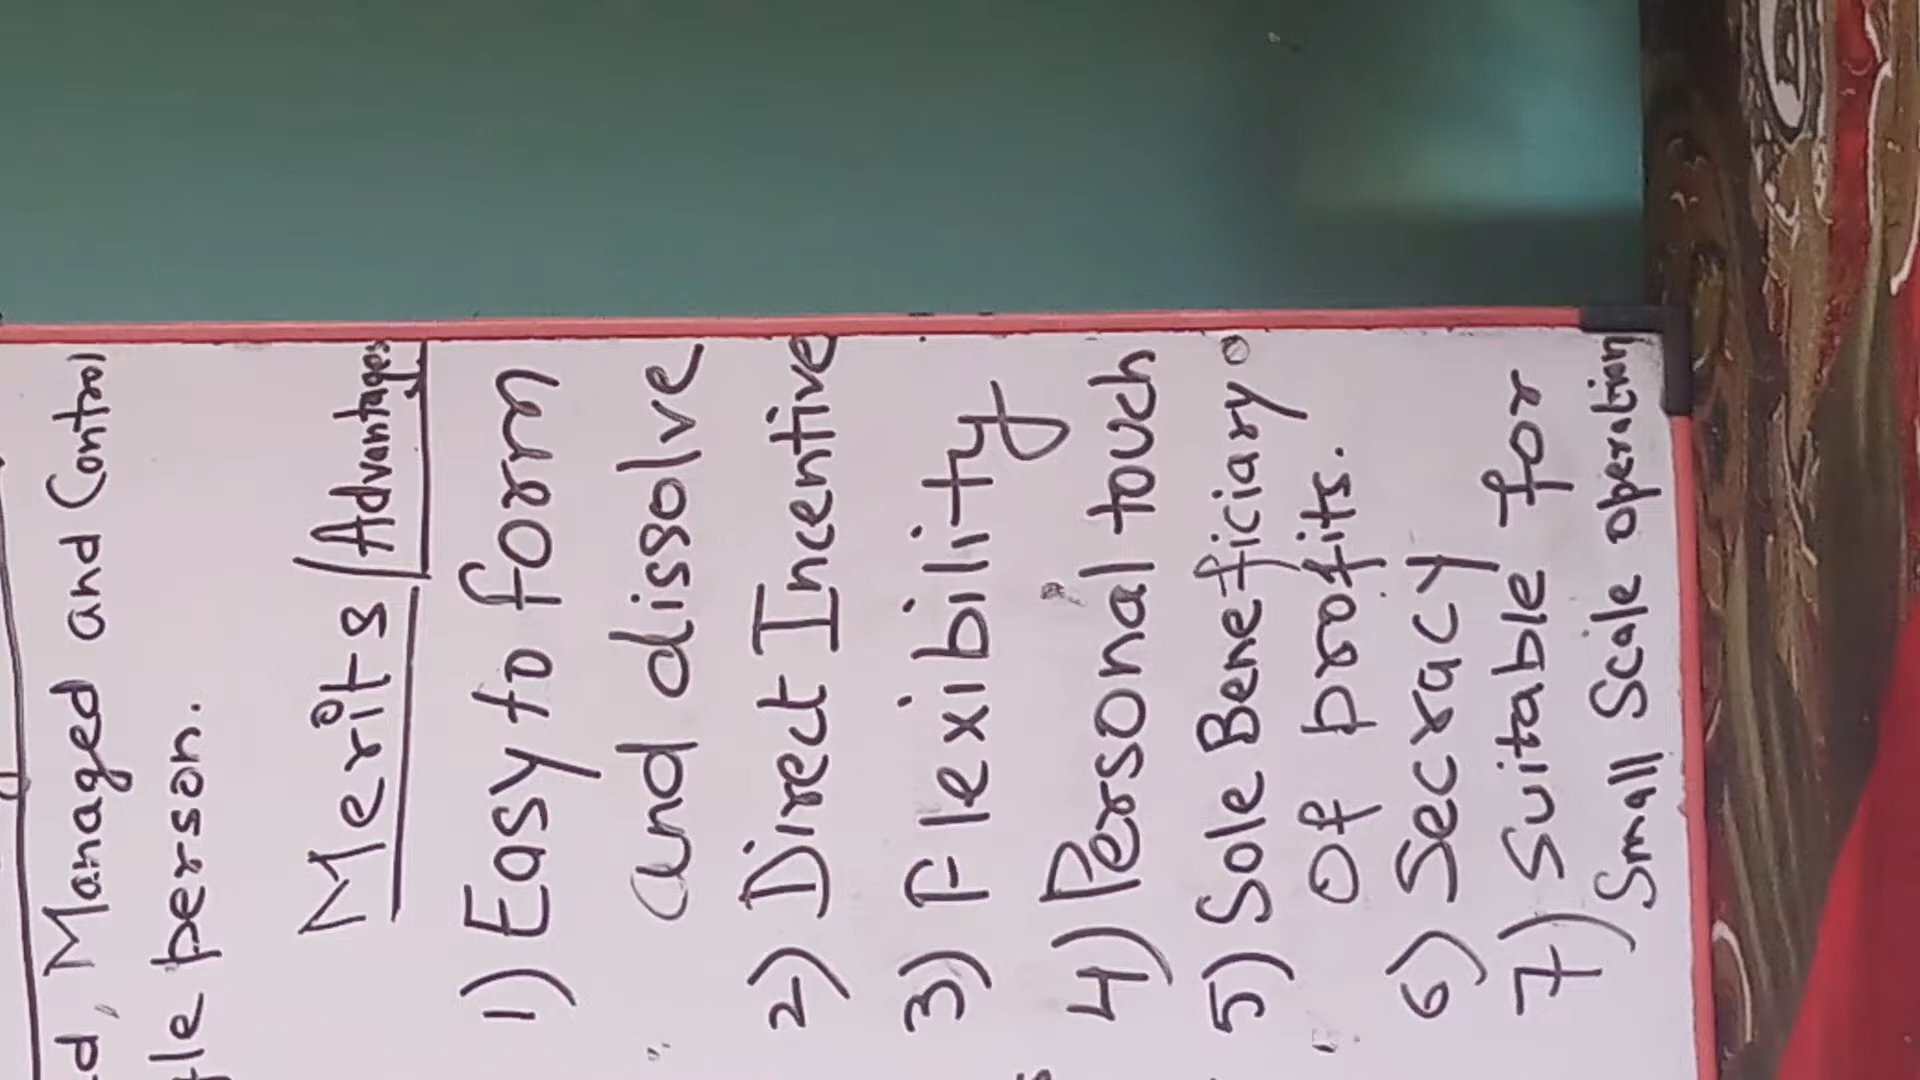 d, Managed and Control
gle person.
Merits/Advantages
1) Easy to form
and dissolve
2) Direct Incentive
3) Flexibility
4) Personal touch
5) Sole Beneficiary
Of profits.
6) Secracy
7) Suitable for
Small Scale operation